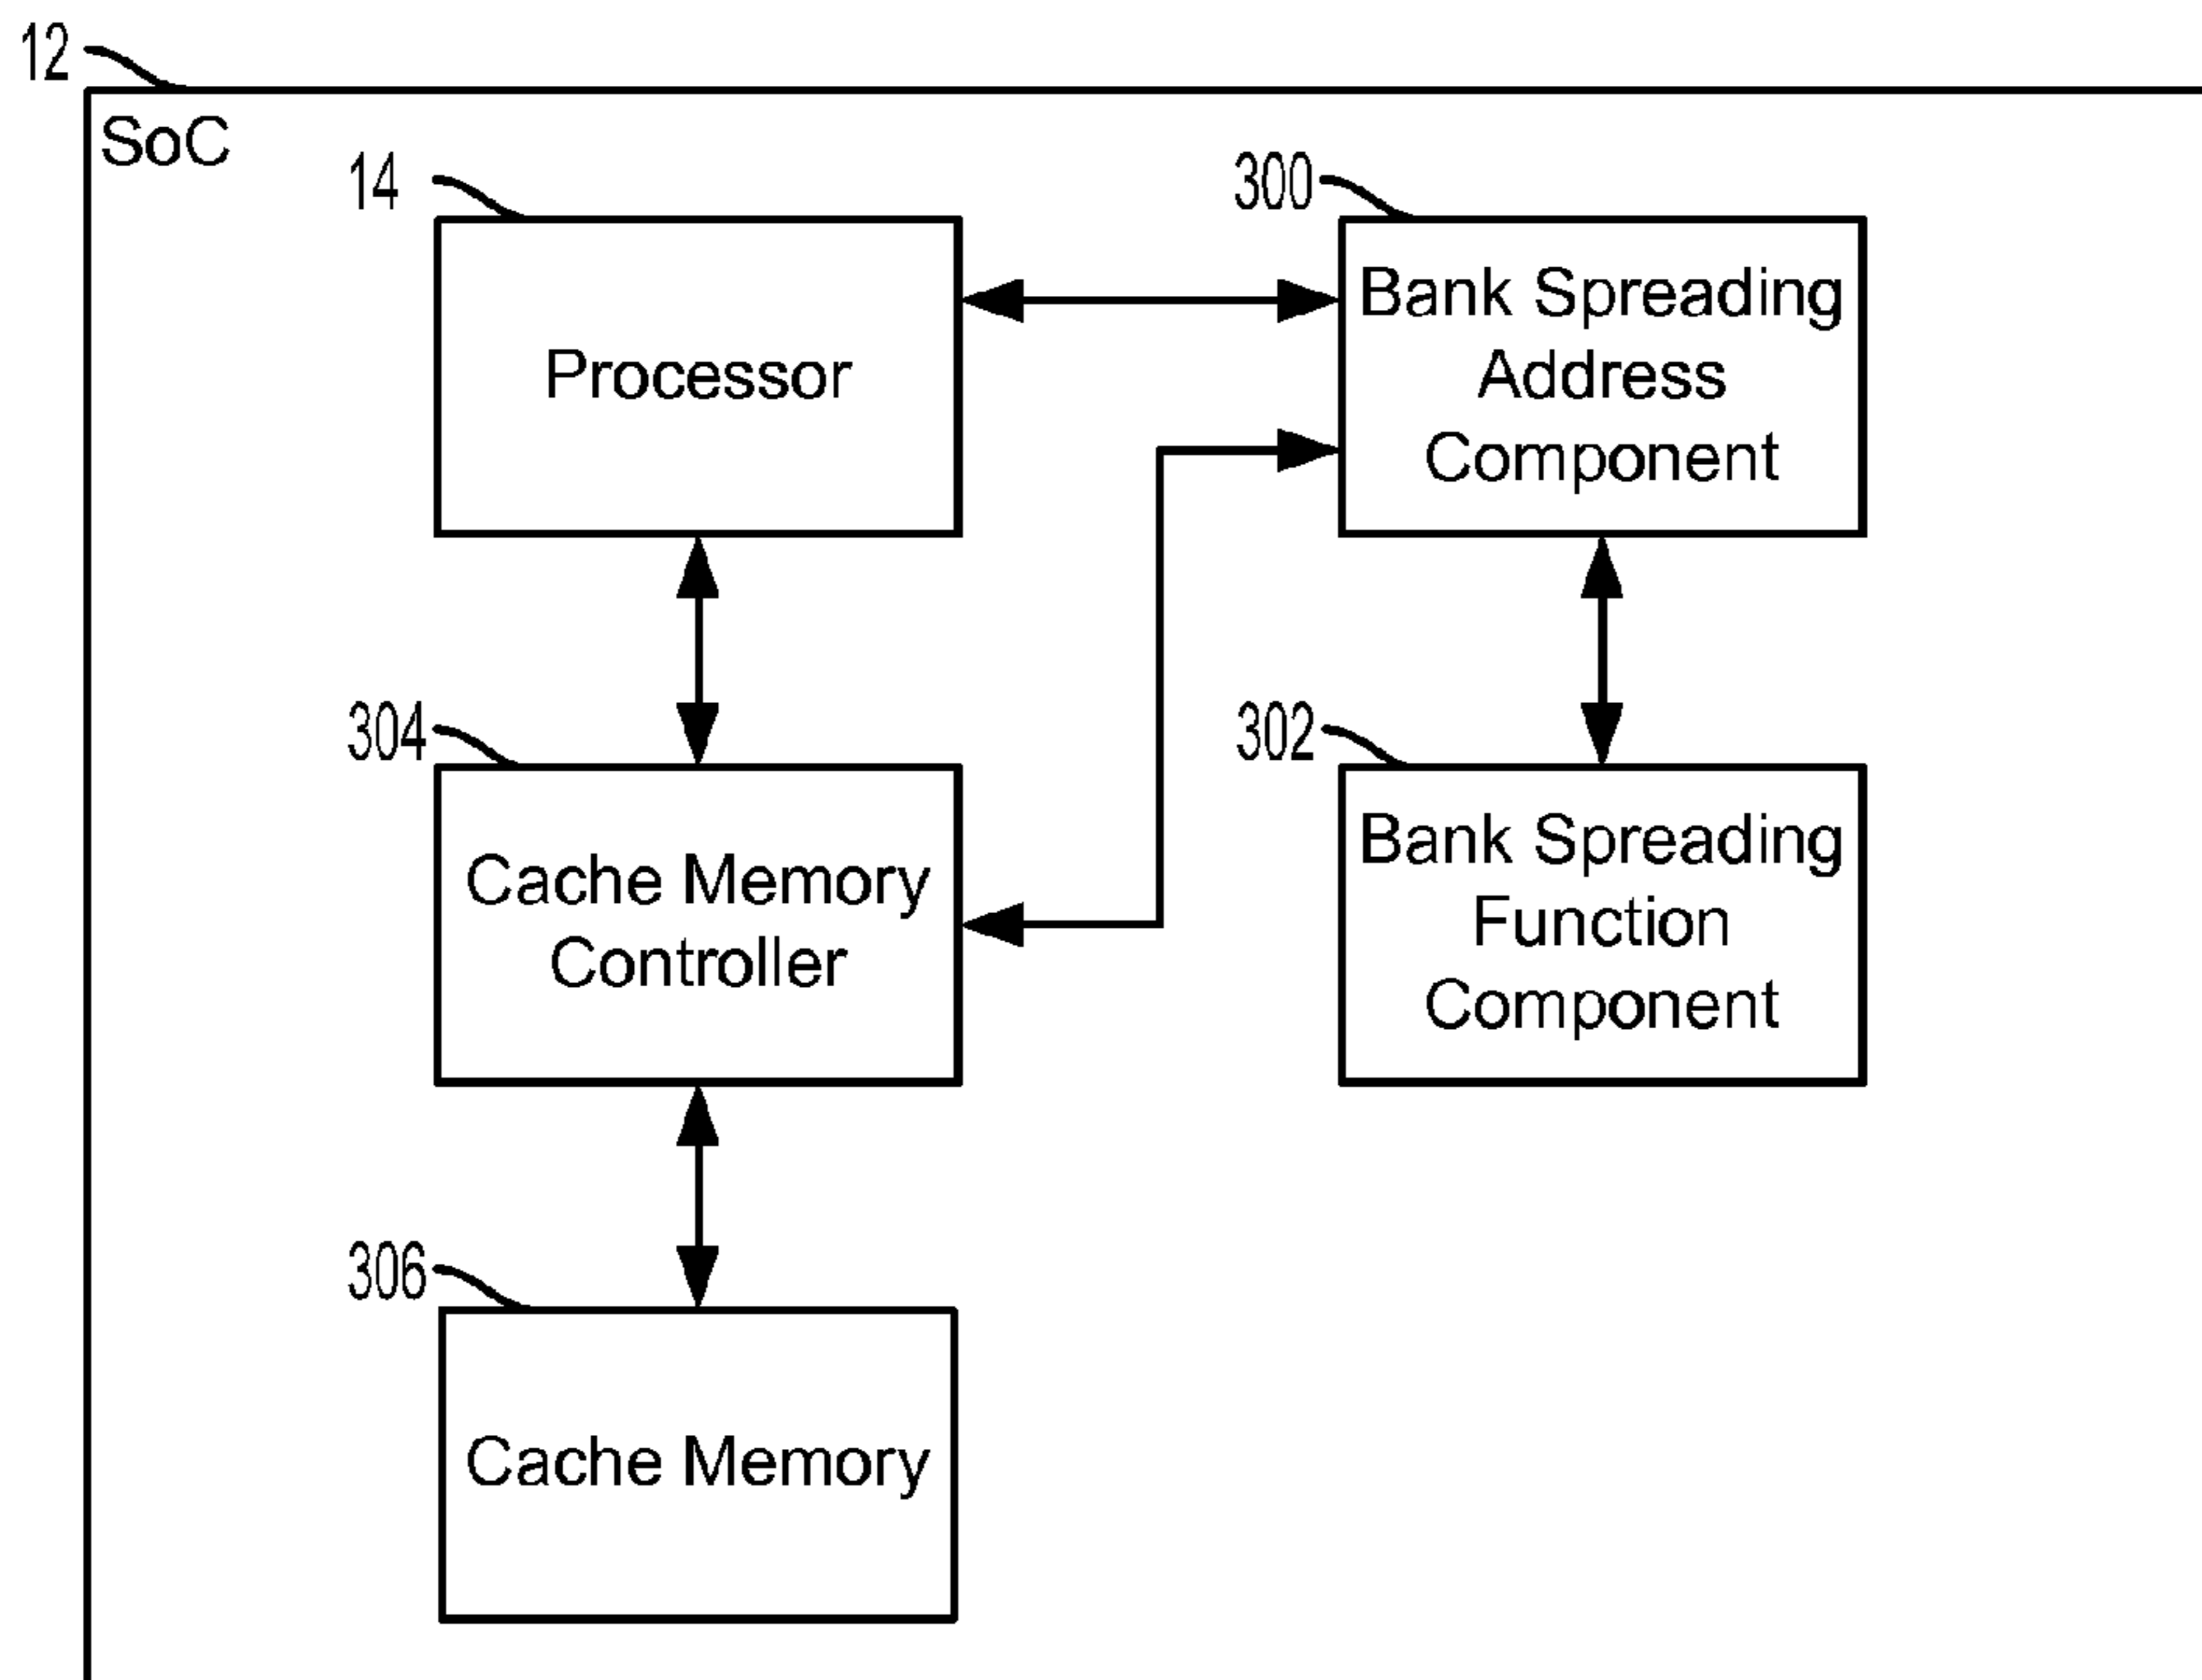 12
SoC
14
300
Processor
Bank Spreading
Address
Component
304
302
Cache Memory
Controller
Bank Spreading
Function
Component
306
Cache Memory